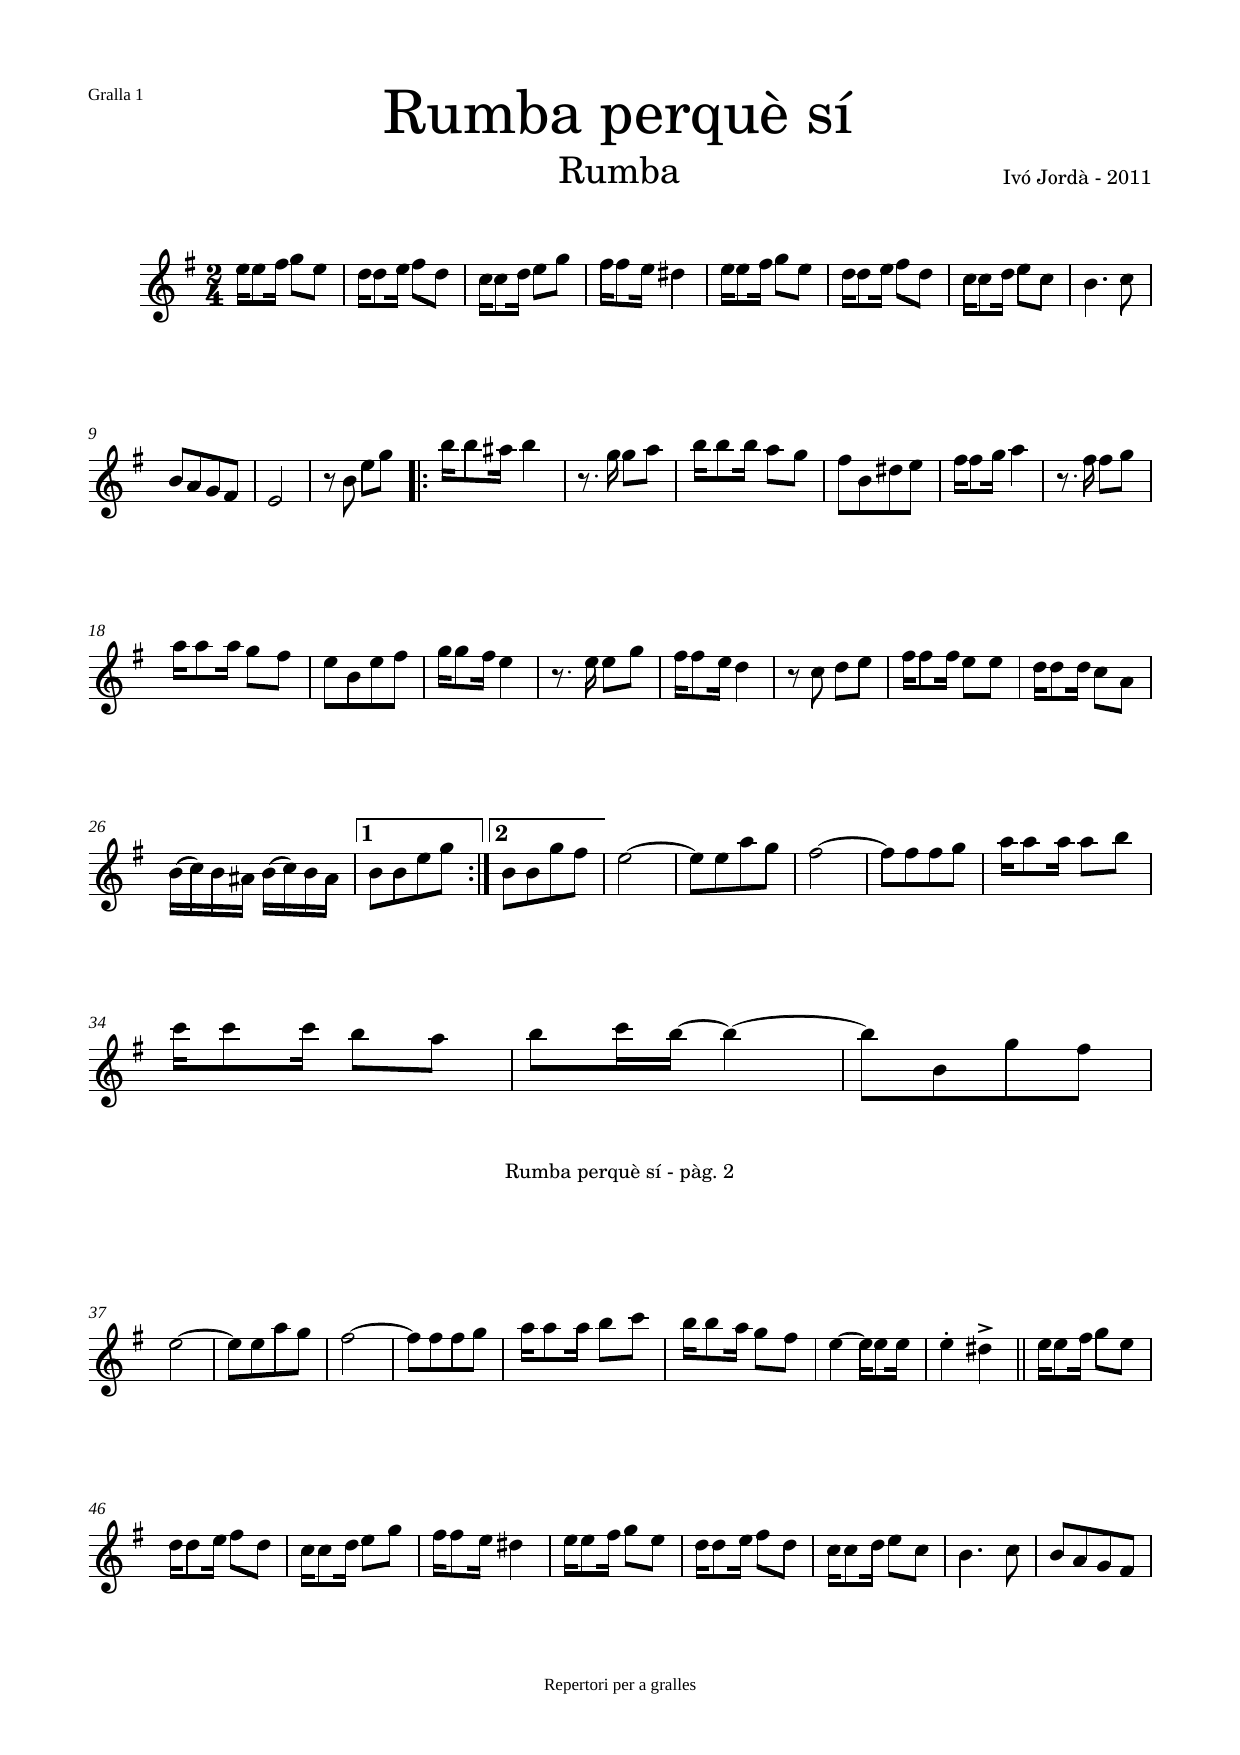 Gralla 1
Rumba perquè sí
Rumba
Ivó Jordà - 2011
2
4
9
18
26
1
2
34
Rumba perquè sí - pàg. 2
37
46
Repertori per a gralles